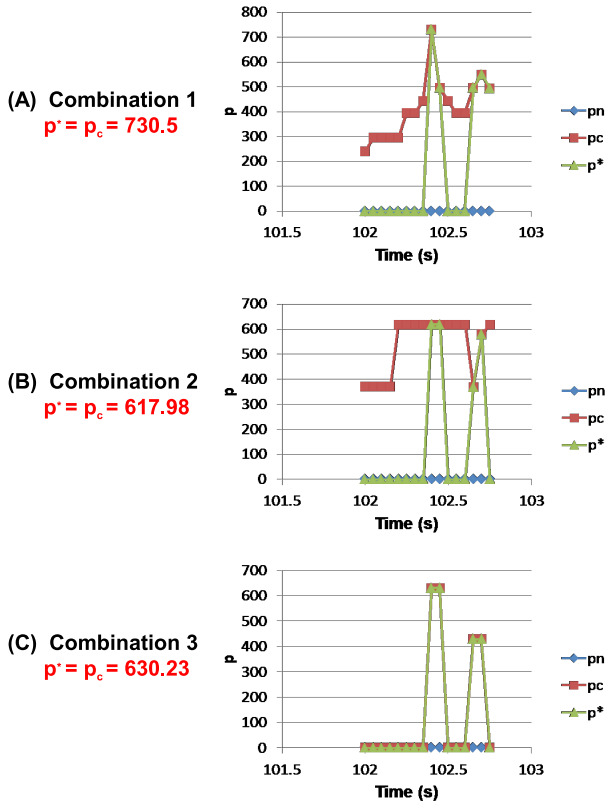 800
700
600
500
400
300
200
100
0
p
101.5 102 102.5 103
Time (s)
pn
pc
p*
(A) Combination 1
p* = pc = 730.5
700
600
500
400
300
200
100
0
p
101.5 102 102.5 103
Time (s)
pn
pc
p*
(B) Combination 2
p* = pc = 617.98
700
600
500
400
300
200
100
0
p
101.5 102 102.5 103
Time (s)
pn
pc
p*
(C) Combination 3
p* = pc = 630.23